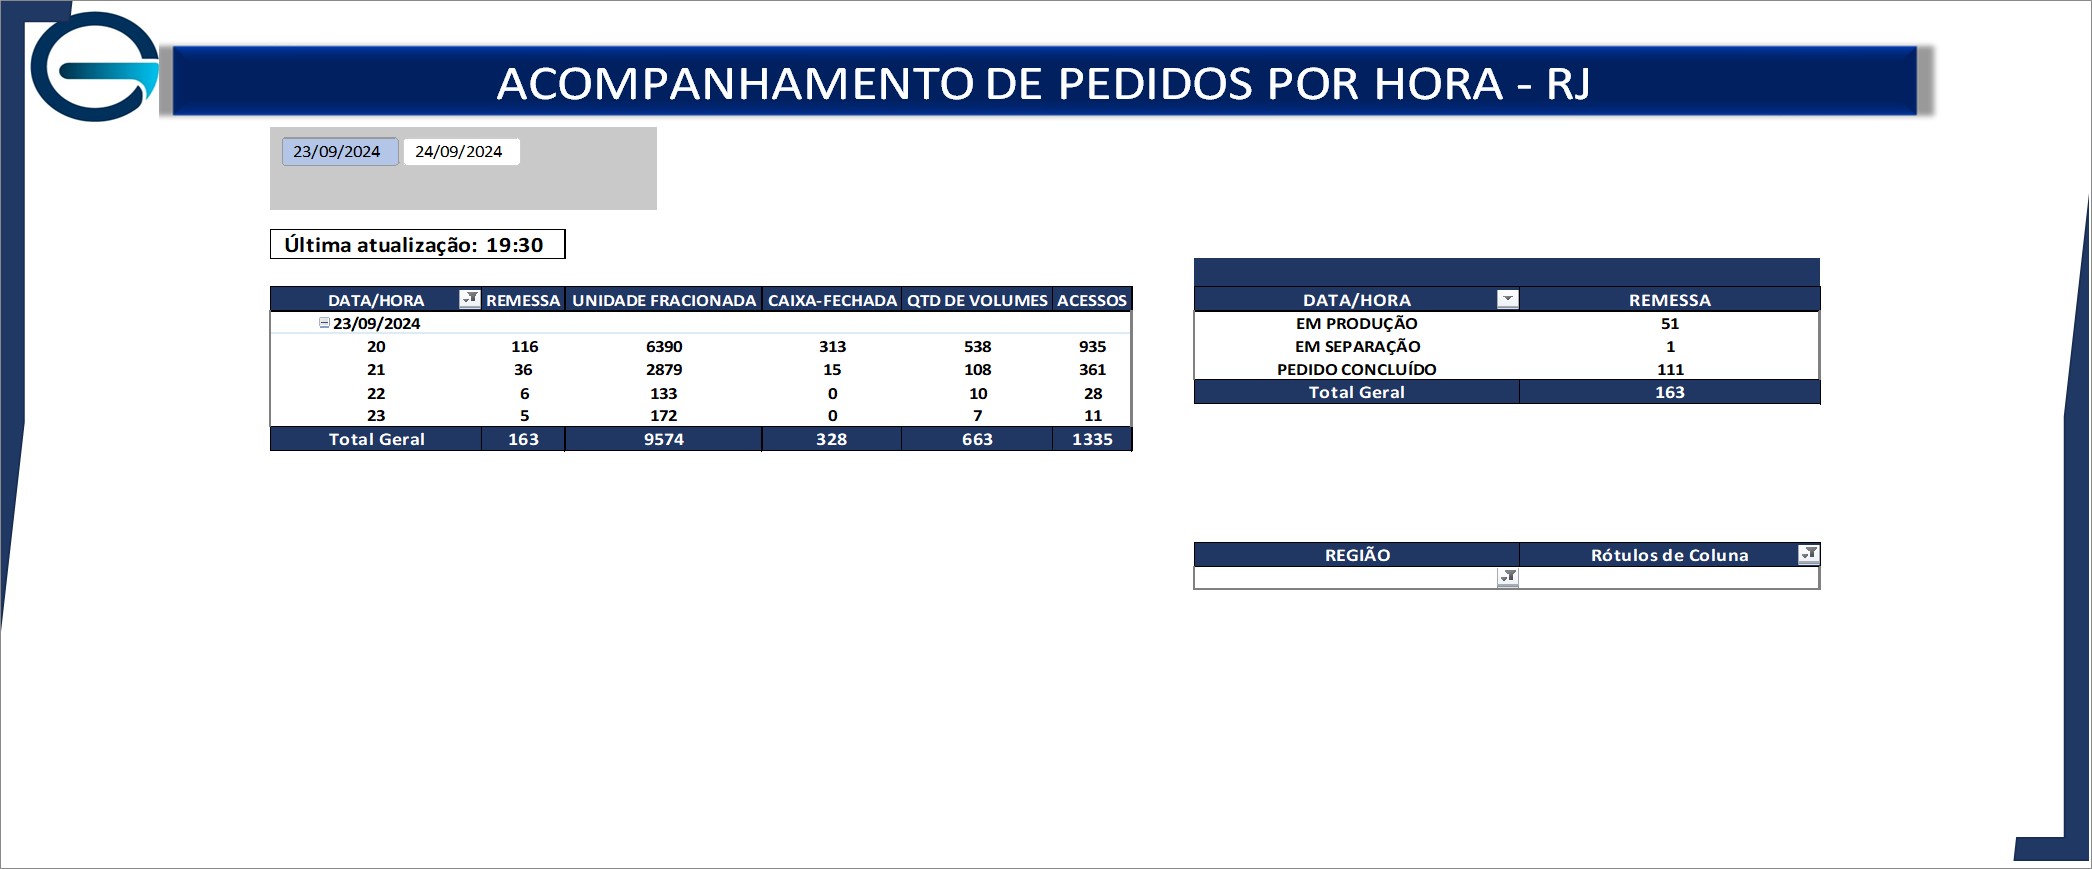 ACOMPANHAMENTO DE PEDIDOS POR HORA - RJ
23/09/2024 24/09/2024
Última atualização: 19:30
DATA/HORA REMESSA UNIDADE FRACIONADA CAIXA-FECHADA QTD DE VOLUMES ACESSOS
23/09/2024
20 116 6390 313 538 935
21 36 2879 15 108 361
22 6 133 0 10 28
23 5 172 0 7 11
Total Geral 163 9574 328 663 1335
DATA/HORA REMESSA
EM PRODUÇÃO 51
EM SEPARAÇÃO 1
PEDIDO CONCLUÍDO 111
Total Geral 163
REGIÃO Rótulos de Coluna